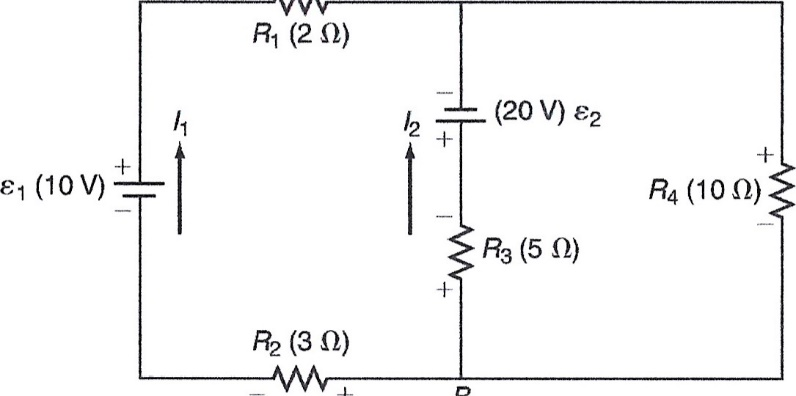 R₁ (2 Ω)
I₁
I₂
(20 V) ε₂
ε₁ (10 V)
R₄ (10 Ω)
R₃ (5 Ω)
R₂ (3 Ω)
+
−
−
+
−
+
+
−
−
+